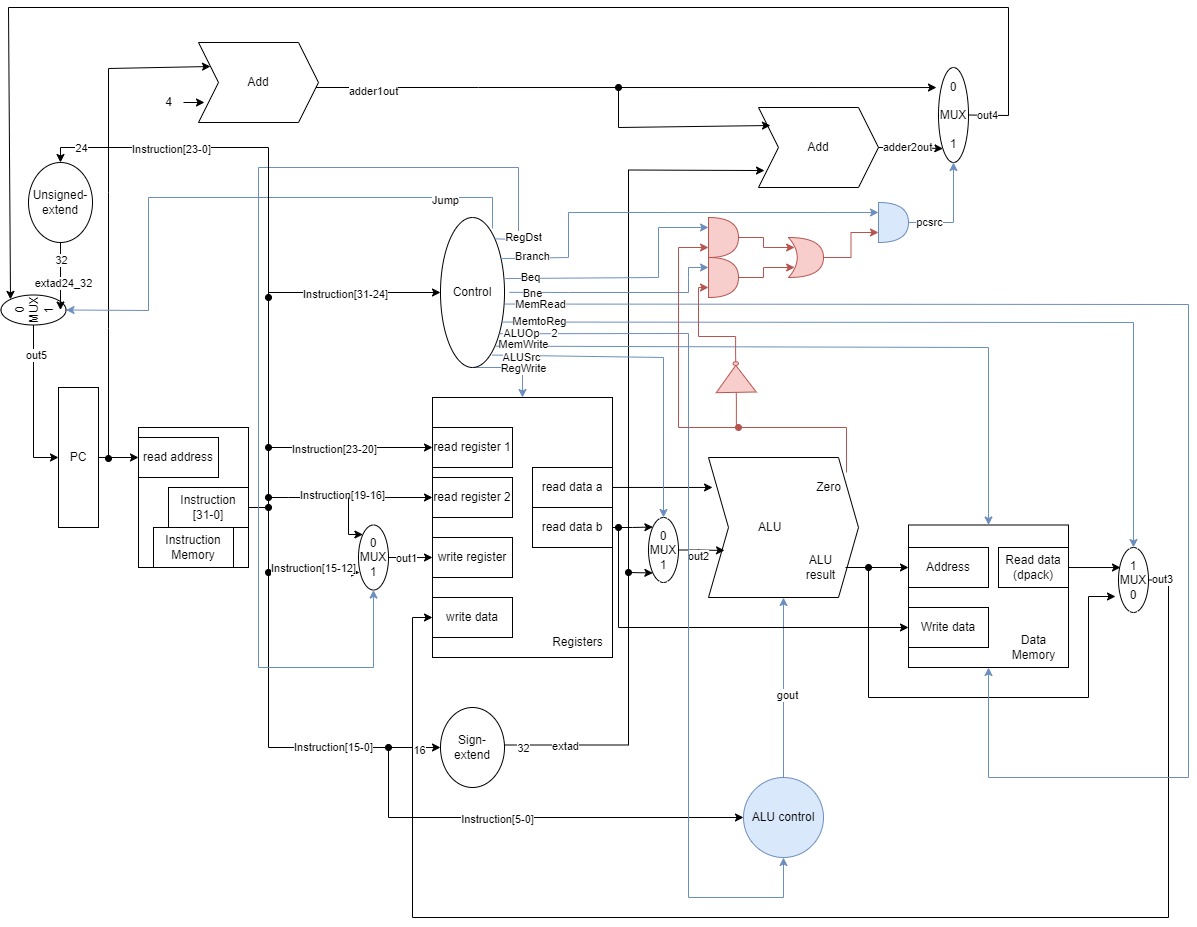 Add
4
adder1out
0
MUX
1
out4
Add
adder2out
24
Instruction[23-0]
Unsigned-
extend
32
extad24_32
0
MUX
1
out5
Jump
RegDst
Branch
Beq
Bne
MemRead
MemtoReg
ALUOp
2
MemWrite
ALUSrc
RegWrite
Control
Instruction[31-24]
pcsrc
PC
read address
Instruction
[31-0]
Instruction
Memory
Instruction[23-20]
Instruction[19-16]
Instruction[15-12]
0
MUX
1
out1
read register 1
read register 2
write register
write data
read data a
read data b
Registers
0
MUX
1
out2
Zero
ALU
ALU
result
Address
Read data
(dpack)
Write data
Data
Memory
1
MUX
0
out3
gout
Instruction[15-0]
16
Sign-
extend
32
extad
Instruction[5-0]
ALU control